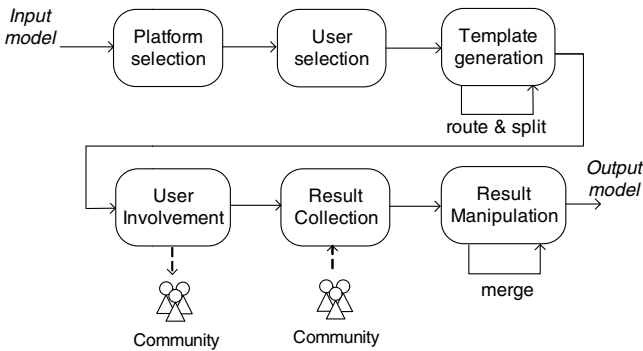 Input
model
Platform
selection
User
selection
Template
generation
route & split
User
Involvement
Result
Collection
Result
Manipulation
Output
model
merge
Community
Community